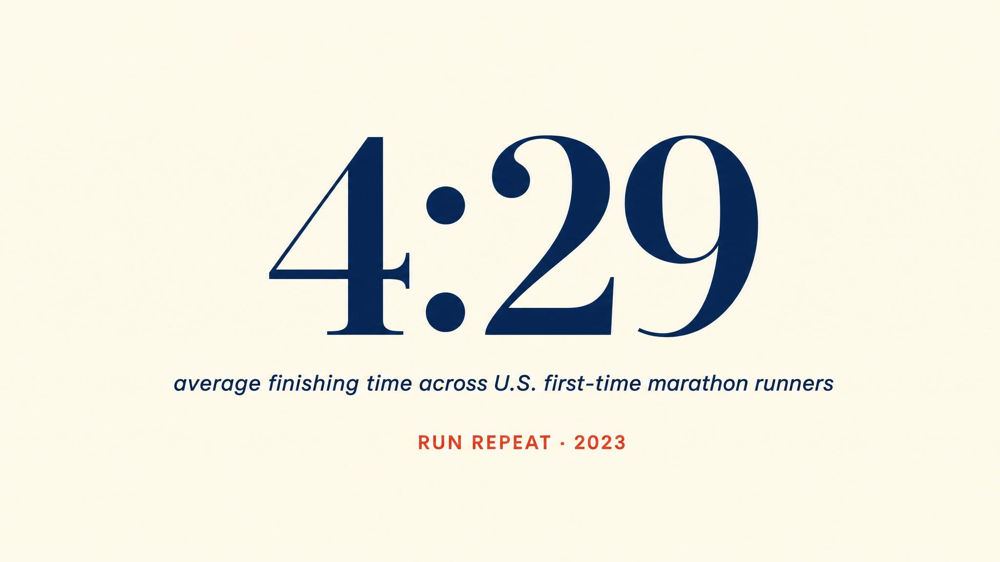 4:29
average finishing time across U.S. first-time marathon runners
RUN REPEAT · 2023